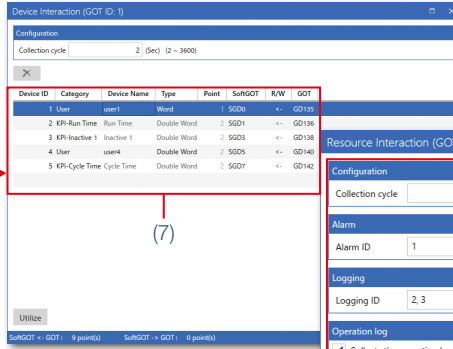 Device Interaction (GOT ID: 1)
Configuration
Collection cycle 2 (Sec) (2 ~ 3600)
Device ID Category Device Name Type Point SoftGOT R/W GOT
1 User user1 Word 1 SGD0 <- GD135
2 KPI-Run Time Run Time Double Word 2 SGD1 <- GD136
3 KPI-Inactive 1 Inactive 1 Double Word 2 SGD3 <- GD138
4 User user4 Double Word 2 SGD5 <- GD140
5 KPI-Cycle Time Cycle Time Double Word 2 SGD7 <- GD142
(7)
Utilize
SoftGOT <- GOT: 9 point(s) SoftGOT -> GOT: 0 point(s)
Resource Interaction (GO
Configuration
Collection cycle
Alarm
Alarm ID 1
Logging
Logging ID 2, 3
Operation log